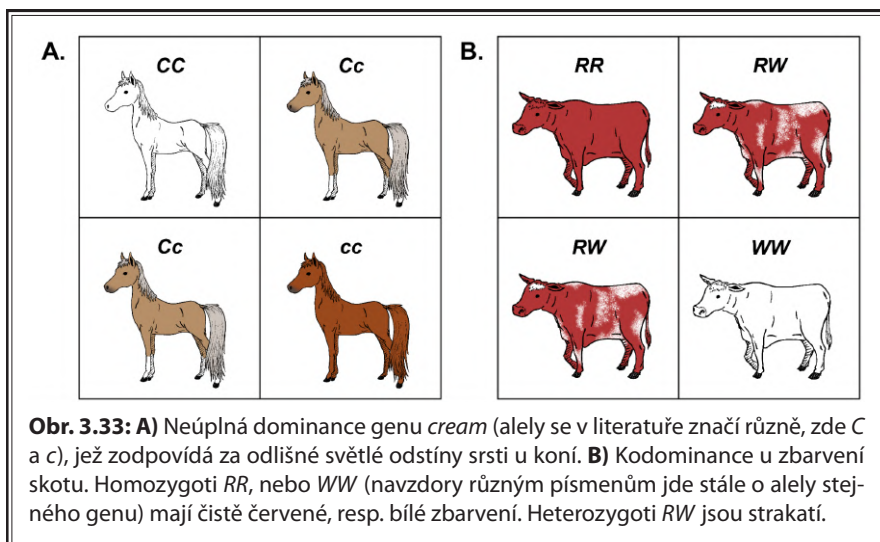 A.
CC
Cc
Cc
cc
B.
RR
RW
RW
WW
Obr. 3.33: A) Neúplná dominance genu cream (alely se v literatuře značí různě, zde C
a c), jež zodpovídá za odlišné světlé odstíny srsti u koní. B) Kodominance u zbarvení
skotu. Homozygoti RR, nebo WW (navzdory různým písmenům jde stále o alely stej-
ného genu) mají čistě červené, resp. bílé zbarvení. Heterozygoti RW jsou strakatí.